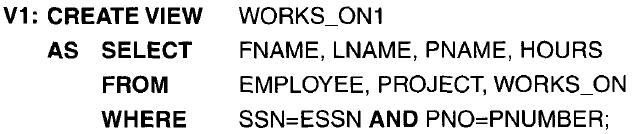 V1: CREATE VIEW WORKS_ON1
AS SELECT FNAME, LNAME, PNAME, HOURS
FROM EMPLOYEE, PROJECT, WORKS_ON
WHERE SSN=ESSN AND PNO=PNUMBER;